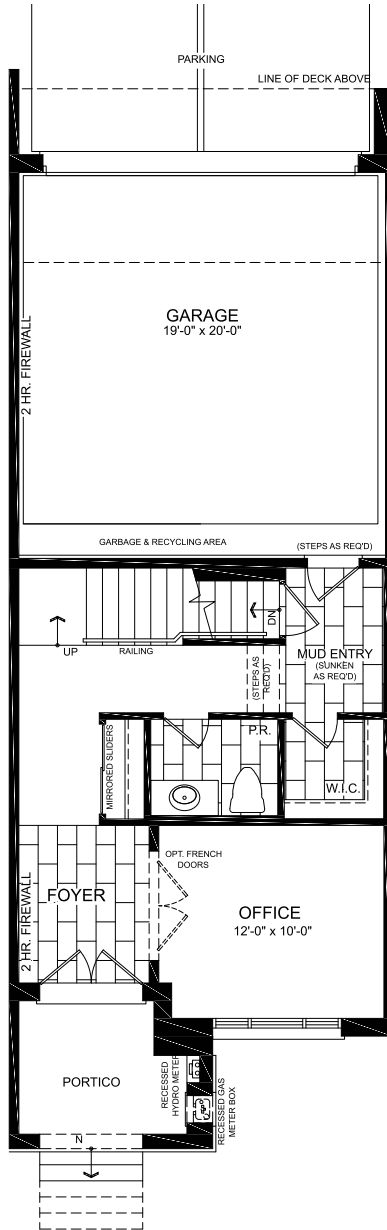 PARKING
LINE OF DECK ABOVE
GARAGE
19'-0" x 20'-0"
2 HR. FIREWALL
GARBAGE & RECYCLING AREA
(STEPS AS REQ'D)
DN
UP
RAILING
MUD ENTRY
(SUNKEN
AS REQ'D)
(STEPS AS
REQ'D)
P.R.
MIRRORED SLIDERS
W.I.C.
OPT. FRENCH
DOORS
FOYER
2 HR. FIREWALL
OFFICE
12'-0" x 10'-0"
PORTICO
RECESSED
HYDRO METER
RECESSED GAS
METER BOX
N